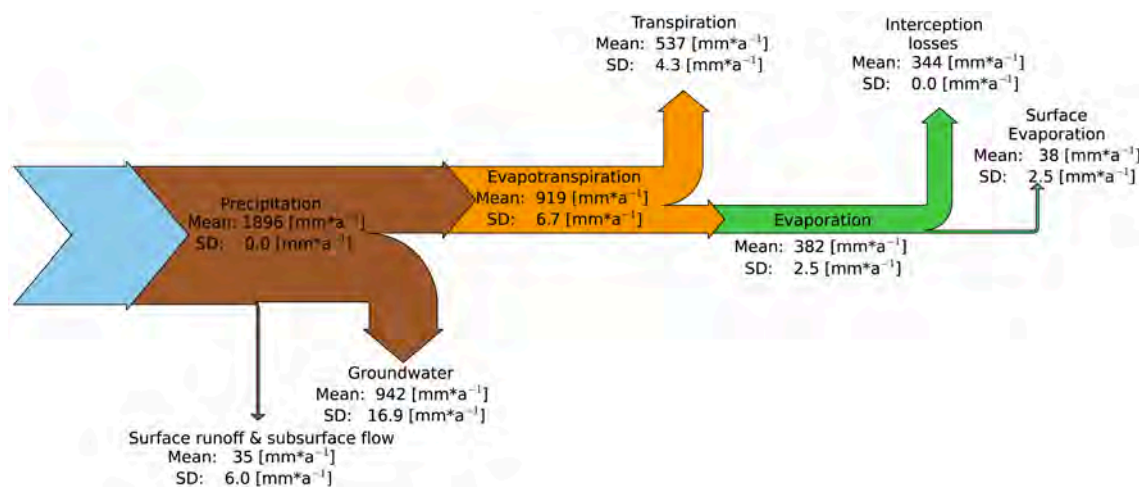 Transpiration
Mean: 537 [mm*a⁻¹]
SD: 4.3 [mm*a⁻¹]
Interception
losses
Mean: 344 [mm*a⁻¹]
SD: 0.0 [mm*a⁻¹]
Surface
Evaporation
Mean: 38 [mm*a⁻¹]
SD: 2.5 [mm*a⁻¹]
Evapotranspiration
Mean: 919 [mm*a⁻¹]
SD: 6.7 [mm*a⁻¹]
Precipitation
Mean: 1896 [mm*a⁻¹]
SD: 0.0 [mm*a⁻¹]
Evaporation
Mean: 382 [mm*a⁻¹]
SD: 2.5 [mm*a⁻¹]
Groundwater
Mean: 942 [mm*a⁻¹]
SD: 16.9 [mm*a⁻¹]
Surface runoff & subsurface flow
Mean: 35 [mm*a⁻¹]
SD: 6.0 [mm*a⁻¹]